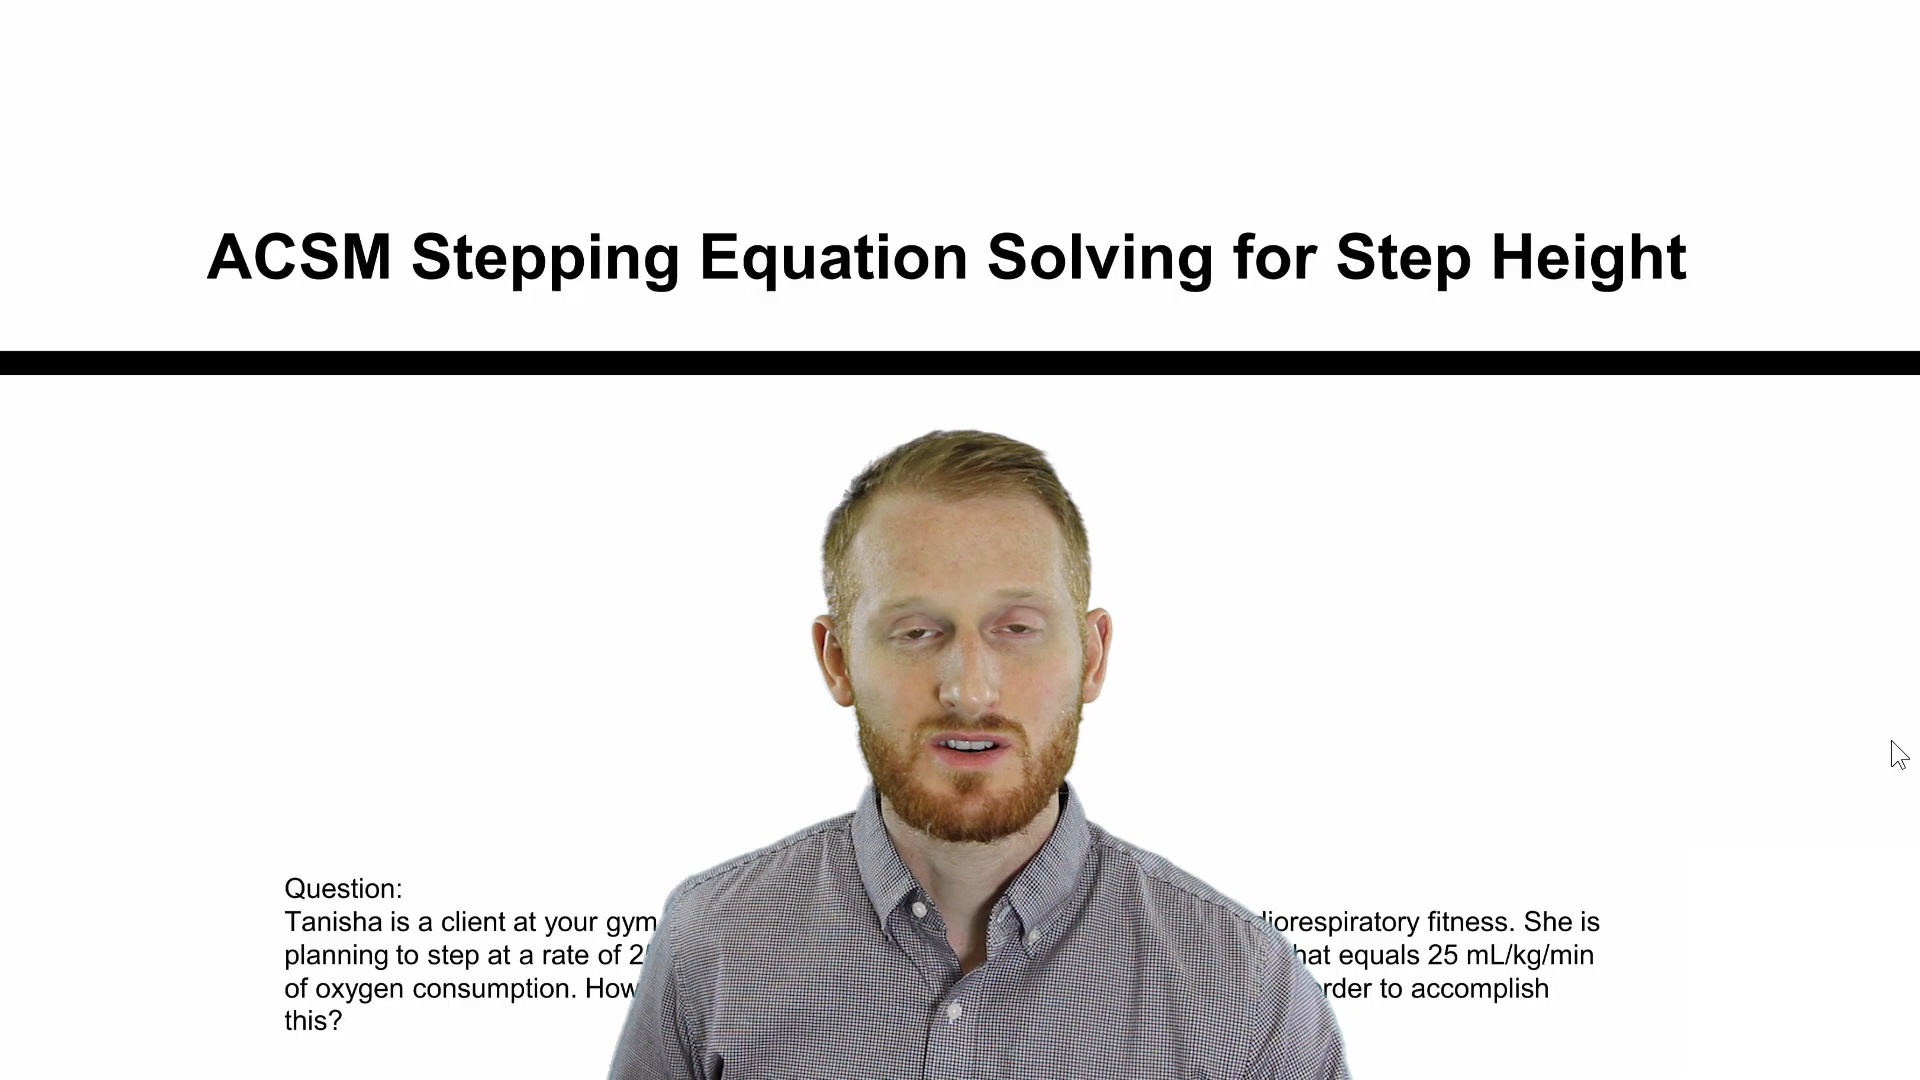 ACSM Stepping Equation Solving for Step Height
Question:
Tanisha is a client at your gym diorespiratory fitness. She is
planning to step at a rate of hat equals 25 mL/kg/min
of oxygen consumption. How rder to accomplish
this?